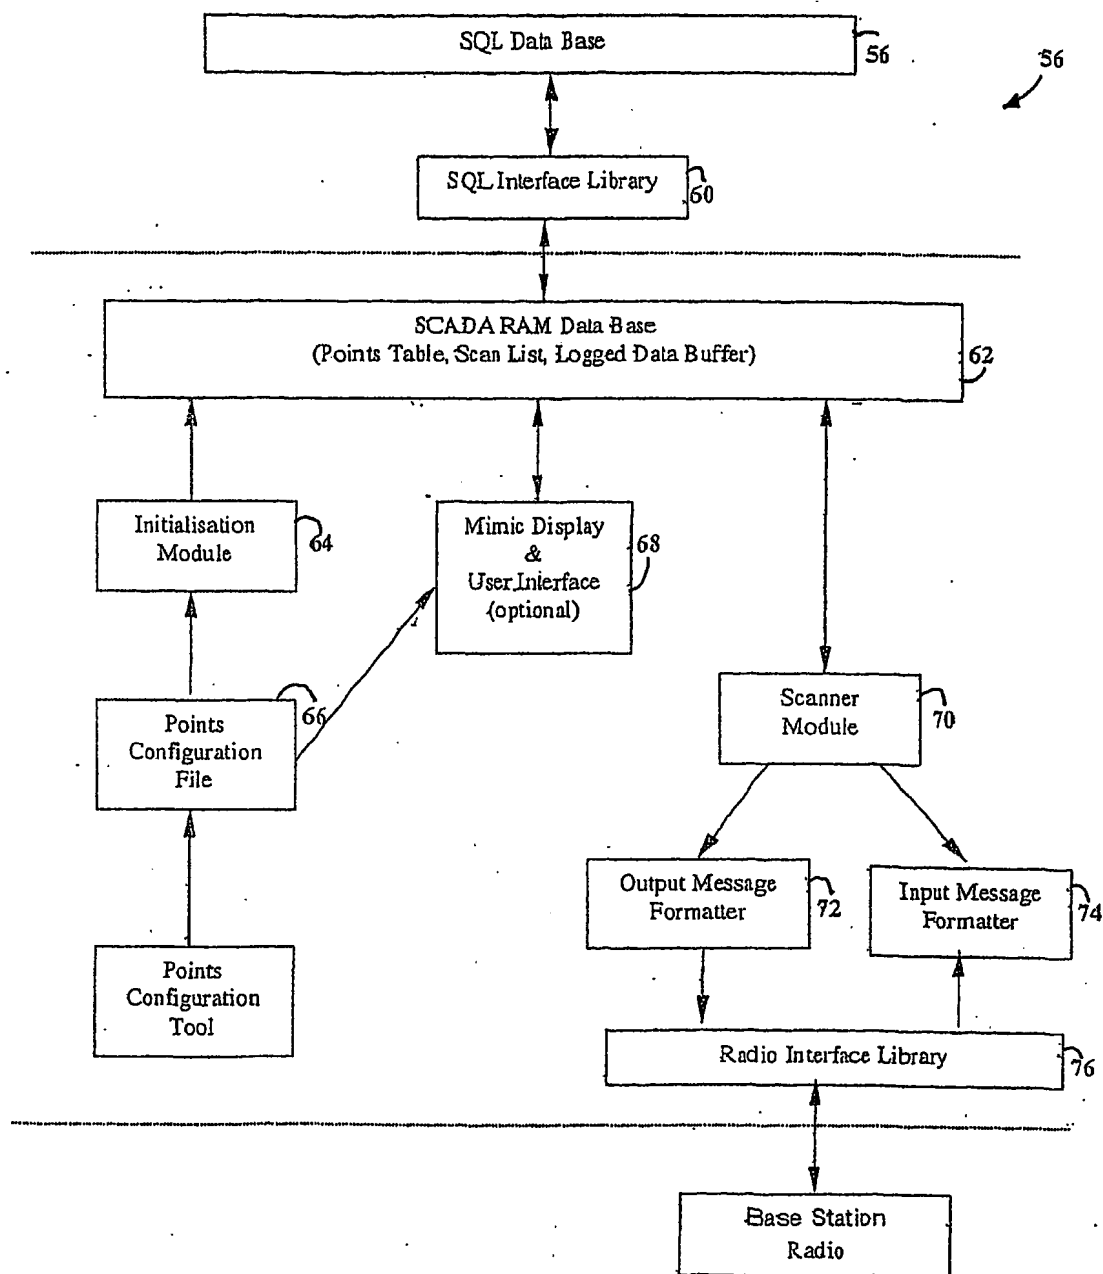 SQL Data Base
56
56
SQL Interface Library
60
SCADA RAM Data Base
(Points Table, Scan List, Logged Data Buffer)
62
Initialisation
Module
64
Mimic Display
&
User Interface
(optional)
68
Points
Configuration
File
66
Scanner
Module
70
Output Message
Formatter
72
Input Message
Formatter
74
Points
Configuration
Tool
Radio Interface Library
76
Base Station
Radio